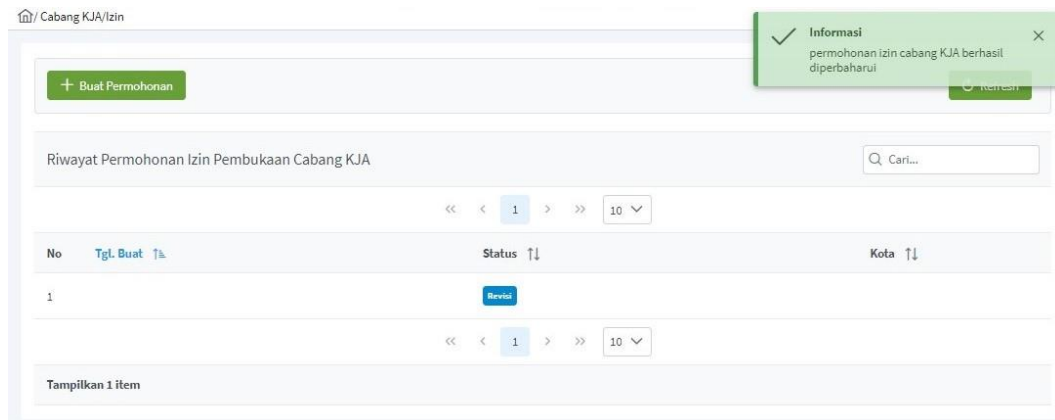 / Cabang KJA/Izin
Informasi
permohonan izin cabang KJA berhasil
diperbaharui
+ Buat Permohonan
Refresh
Riwayat Permohonan Izin Pembukaan Cabang KJA
Cari...
<< < 1 > >> 10
No Tgl. Buat Status Kota
1 Revisi
<< < 1 > >> 10
Tampilkan 1 item